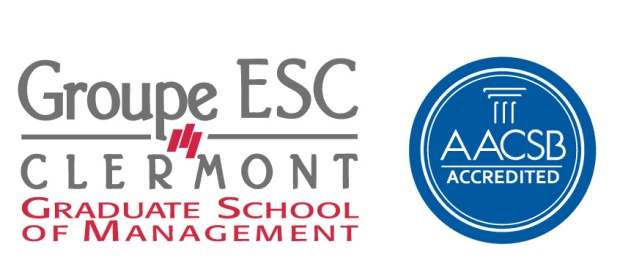 Groupe ESC
CLERMONT
GRADUATE SCHOOL
OF MANAGEMENT
AACSB
ACCREDITED